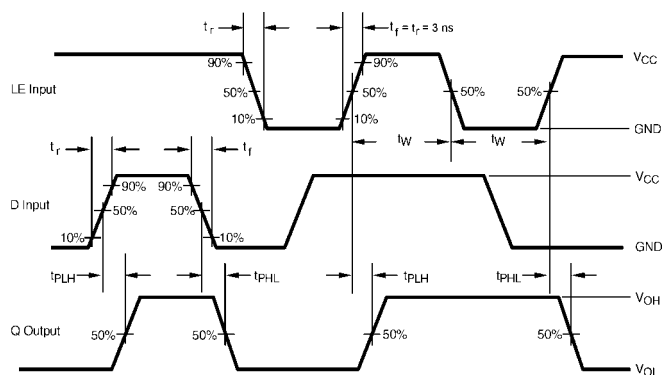 tr
tf = tr = 3 ns
LE Input
90%
50%
10%
90%
50%
10%
50%
50%
VCC
GND
tW
tW
tr
tf
D Input
90%
50%
10%
90%
50%
10%
VCC
GND
tPLH
tPHL
tPLH
tPHL
Q Output
50%
50%
50%
50%
VOH
VOL